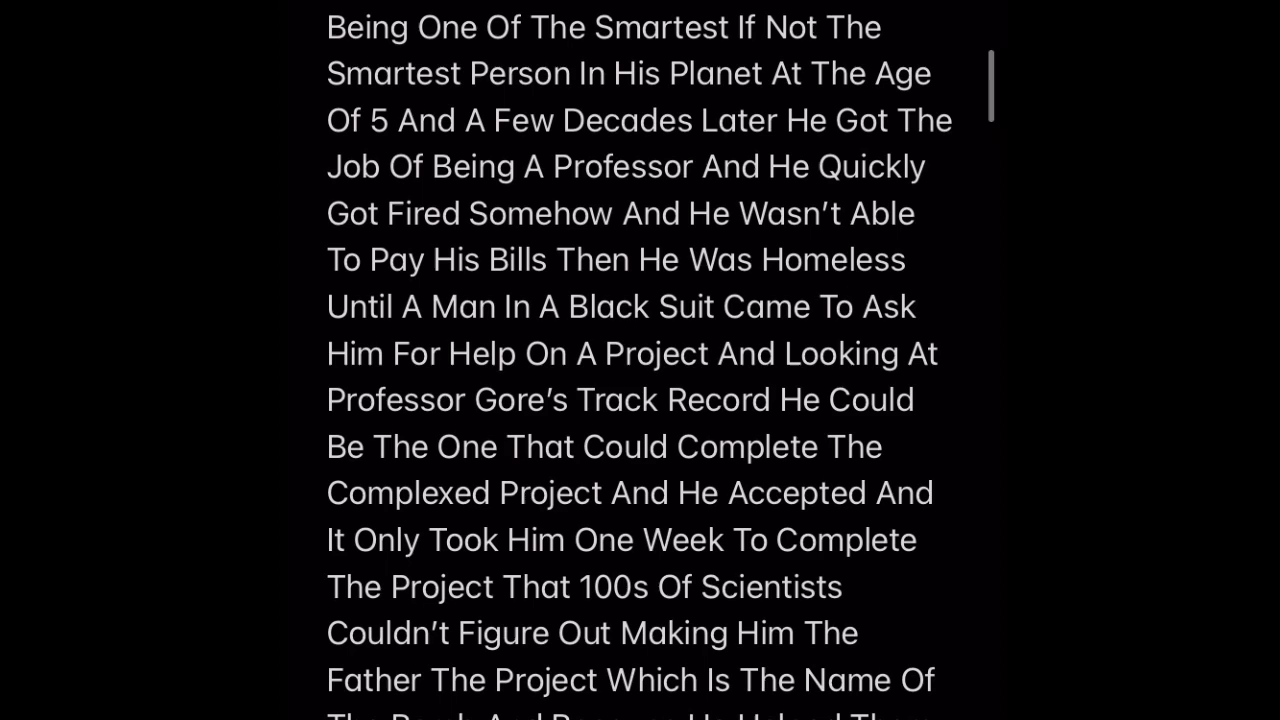 Being One Of The Smartest If Not The
Smartest Person In His Planet At The Age
Of 5 And A Few Decades Later He Got The
Job Of Being A Professor And He Quickly
Got Fired Somehow And He Wasn’t Able
To Pay His Bills Then He Was Homeless
Until A Man In A Black Suit Came To Ask
Him For Help On A Project And Looking At
Professor Gore’s Track Record He Could
Be The One That Could Complete The
Complexed Project And He Accepted And
It Only Took Him One Week To Complete
The Project That 100s Of Scientists
Couldn’t Figure Out Making Him The
Father The Project Which Is The Name Of